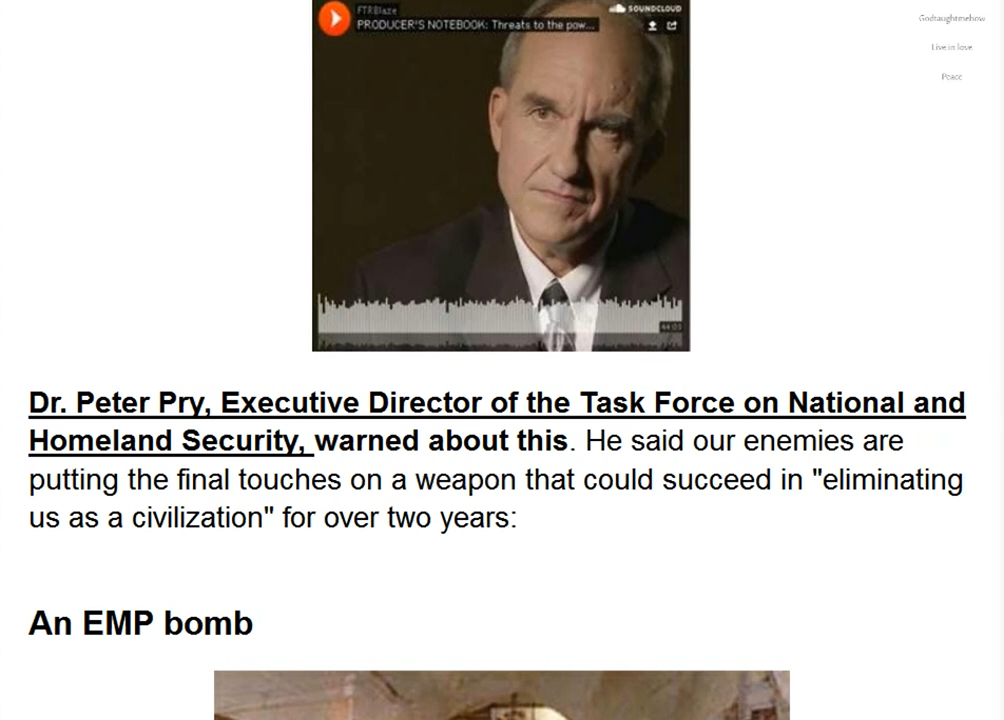 FTRBlaze
SOUNDCLOUD
PRODUCER'S NOTEBOOK: Threats to the pow...
Godtaughtmehow
Live in love
Peace
44:03
Dr. Peter Pry, Executive Director of the Task Force on National and
Homeland Security, warned about this. He said our enemies are
putting the final touches on a weapon that could succeed in "eliminating
us as a civilization" for over two years:
An EMP bomb